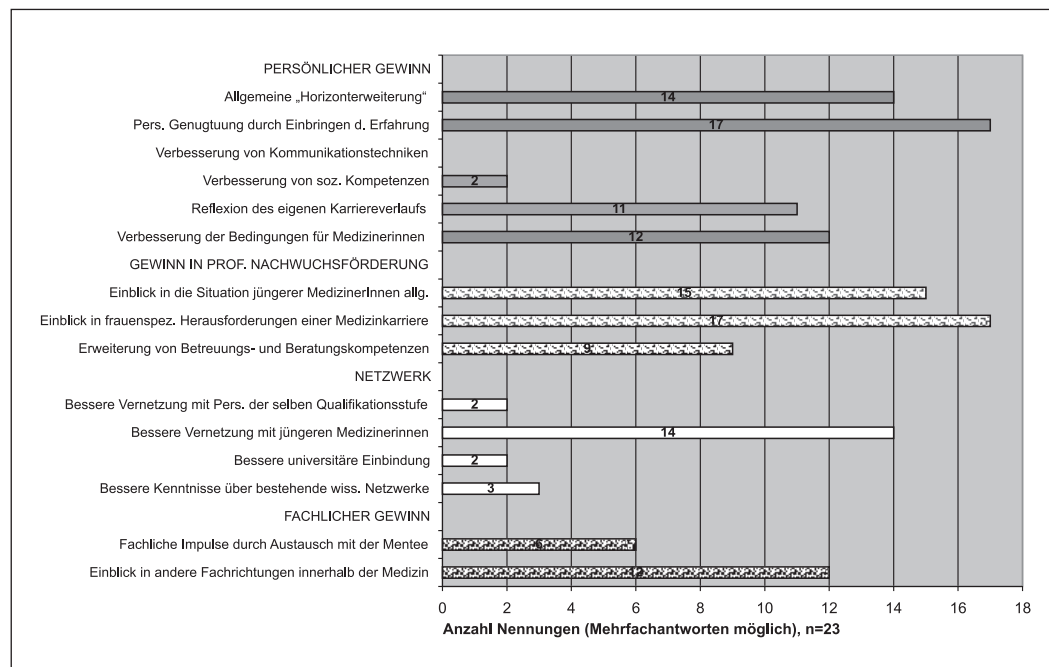 PERSÖNLICHER GEWINN
Allgemeine „Horizonterweiterung“
14
Pers. Genugtuung durch Einbringen d. Erfahrung
17
Verbesserung von Kommunikationstechniken
Verbesserung von soz. Kompetenzen
2
Reflexion des eigenen Karriereverlaufs
11
Verbesserung der Bedingungen für Medizinerinnen
12
GEWINN IN PROF. NACHWUCHSFÖRDERUNG
Einblick in die Situation jüngerer MedizinerInnen allg.
15
Einblick in frauenspez. Herausforderungen einer Medizinkarriere
17
Erweiterung von Betreuungs- und Beratungskompetenzen
9
NETZWERK
Bessere Vernetzung mit Pers. der selben Qualifikationsstufe
2
Bessere Vernetzung mit jüngeren Medizinerinnen
14
Bessere universitäre Einbindung
2
Bessere Kenntnisse über bestehende wiss. Netzwerke
3
FACHLICHER GEWINN
Fachliche Impulse durch Austausch mit der Mentee
6
Einblick in andere Fachrichtungen innerhalb der Medizin
12
0 2 4 6 8 10 12 14 16 18
Anzahl Nennungen (Mehrfachantworten möglich), n=23